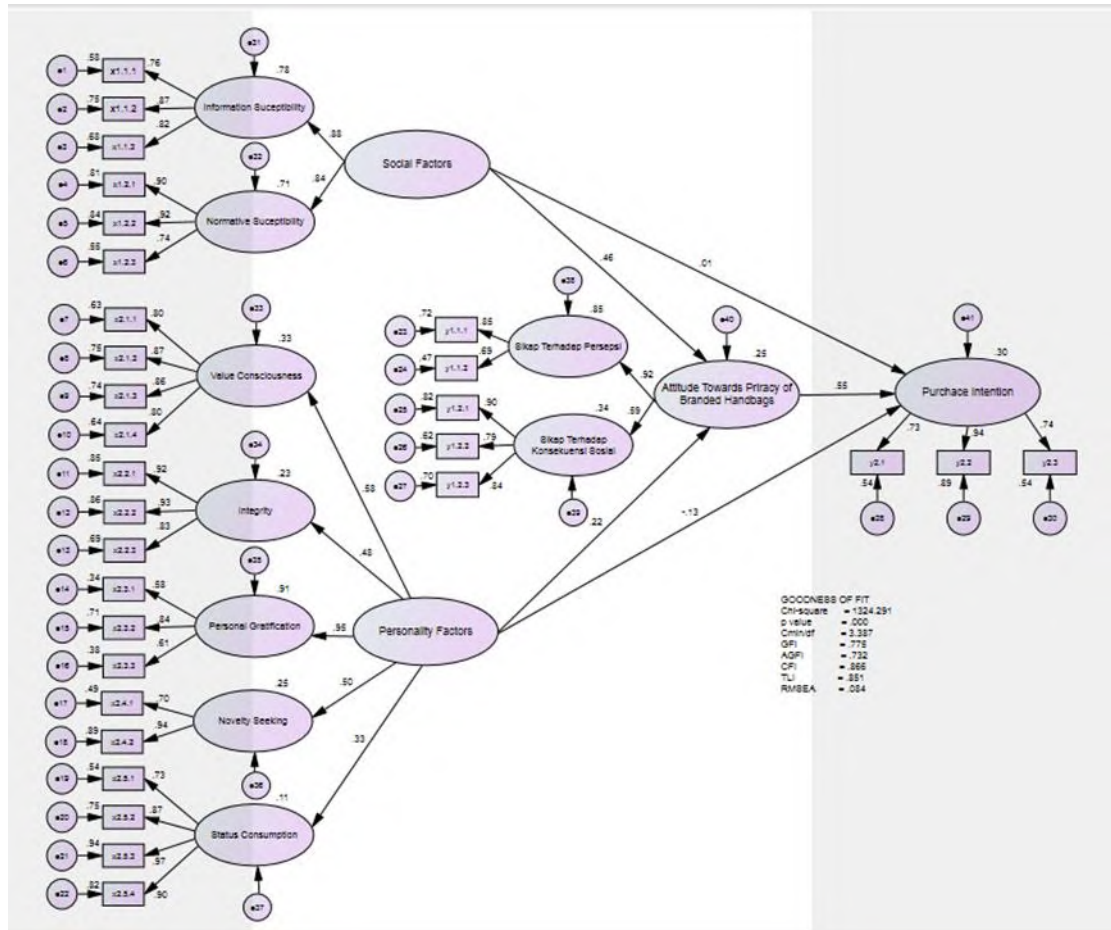 e31
.58
.76
.78
e1
x1.1.1
.75
.87
e2
x1.1.2
Information Suceptibility
.68
.82
e3
.88
e32
Social Factors
.81
.90
.71
.84
e4
x1.2.1
.84
.92
e5
x1.2.2
Normative Suceptibility
.55
.74
e6
x1.2.3
.46
.01
.63
.80
e33
e38
e40
e41
e7
x2.1.1
.33
.72
.85
.85
e23
y1.1.1
.25
.30
.75
.87
e8
x2.1.2
Sikap Terhadap Persepsi
.47
.69
e24
y1.1.2
.74
.86
e9
x2.1.3
Value Consciousness
.92
Attitude Towards Priracy of
Branded Handbags
.55
Purchace Intention
.64
.80
e10
x2.1.4
.82
.90
e25
y1.2.1
.34
.59
.73
.94
.74
e34
.62
.79
e26
y1.2.2
Sikap Terhadap
Konsekuensi Sosial
.85
.92
.23
e11
x2.2.1
.70
.84
e27
y1.2.3
y2.1
y2.2
y2.3
.54
.89
.54
.86
.93
e12
x2.2.2
Integrity
.58
e39
.22
-.13
e28
e29
e30
.69
.83
e13
x2.2.3
.48
e35
.34
.58
.91
e14
x2.3.1
.71
.84
e15
x2.3.2
Personal Gratification
.95
Personality Factors
.38
.61
e16
x2.3.3
GOODNESS OF FIT
Chi-square = 1324.291
p value = .000
Cmin/df = 3.387
GFI = .775
AGFI = .732
CFI = .866
TLI = .851
RMSEA = .084
.49
.70
.25
.50
e17
x2.4.1
Novelty Seeking
.89
.94
e18
x2.4.2
.33
.54
.73
e36
e19
x2.5.1
.11
.75
.87
e20
x2.5.2
Status Consumption
.94
.97
e21
x2.5.3
.82
.90
e22
x2.5.4
e37